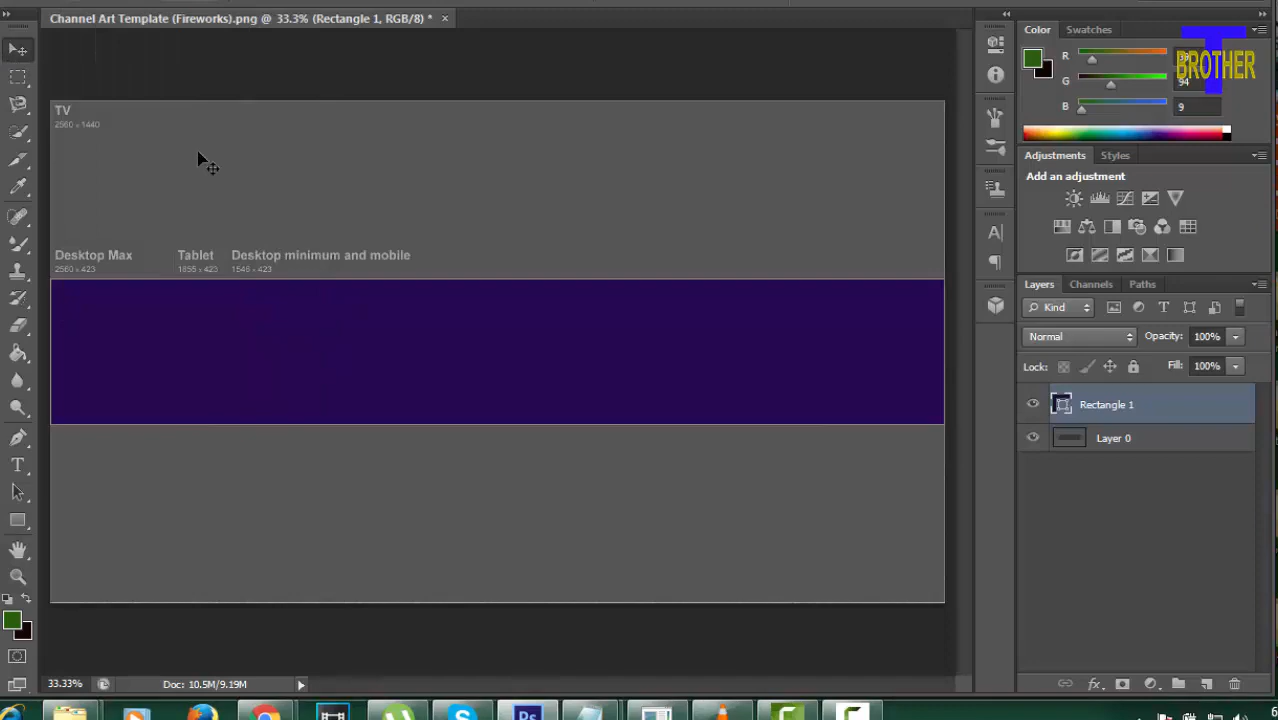 Channel Art Template (Fireworks).png @ 33.3% (Rectangle 1, RGB/8) * ×
Color Swatches
R
G 94
B 9
T
BROTHER
TV
2560 x 1440
Desktop Max Tablet Desktop minimum and mobile
2560 x 423 1855 x 423 1546 x 423
Adjustments Styles
Add an adjustment
Layers Channels Paths
Kind
Normal Opacity: 100%
Lock: Fill: 100%
Rectangle 1
Layer 0
33.33% Doc: 10.5M/9.19M